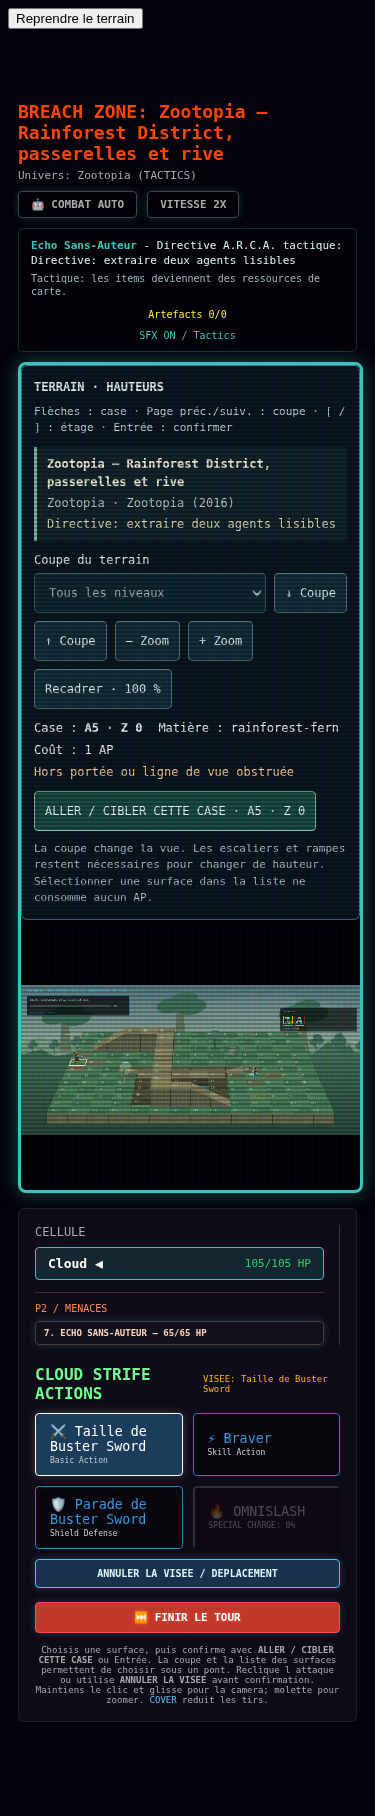 Reprendre le terrain
BREACH ZONE: Zootopia —
Rainforest District,
passerelles et rive
Univers: Zootopia (TACTICS)
🤖 COMBAT AUTO
VITESSE 2X
Echo Sans-Auteur - Directive A.R.C.A. tactique:
Directive: extraire deux agents lisibles
Tactique: les items deviennent des ressources de
carte.
Artefacts 0/0
SFX ON / Tactics
TERRAIN · HAUTEURS
Flèches : case · Page préc./suiv. : coupe · [ /
] : étage · Entrée : confirmer
Zootopia — Rainforest District,
passerelles et rive
Zootopia · Zootopia (2016)
Directive: extraire deux agents lisibles
Coupe du terrain
Tous les niveaux
↓ Coupe
↑ Coupe
− Zoom
+ Zoom
Recadrer · 100 %
Case : A5 · Z 0 Matière : rainforest-fern
Coût : 1 AP
Hors portée ou ligne de vue obstruée
ALLER / CIBLER CETTE CASE · A5 · Z 0
La coupe change la vue. Les escaliers et rampes
restent nécessaires pour changer de hauteur.
Sélectionner une surface dans la liste ne
consomme aucun AP.
CELLULE
Cloud ◀ 105/105 HP
P2 / MENACES
7. ECHO SANS-AUTEUR — 65/65 HP
CLOUD STRIFE
ACTIONS
VISEE: Taille de Buster
Sword
⚔️ Taille de
Buster Sword
Basic Action
⚡ Braver
Skill Action
🛡️ Parade de
Buster Sword
Shield Defense
🔥 OMNISLASH
SPECIAL CHARGE: 0%
ANNULER LA VISEE / DEPLACEMENT
⏩ FINIR LE TOUR
Choisis une surface, puis confirme avec ALLER / CIBLER
CETTE CASE ou Entrée. La coupe et la liste des surfaces
permettent de choisir sous un pont. Reclique l attaque
ou utilise ANNULER LA VISEE avant confirmation.
Maintiens le clic et glisse pour la camera; molette pour
zoomer. COVER reduit les tirs.